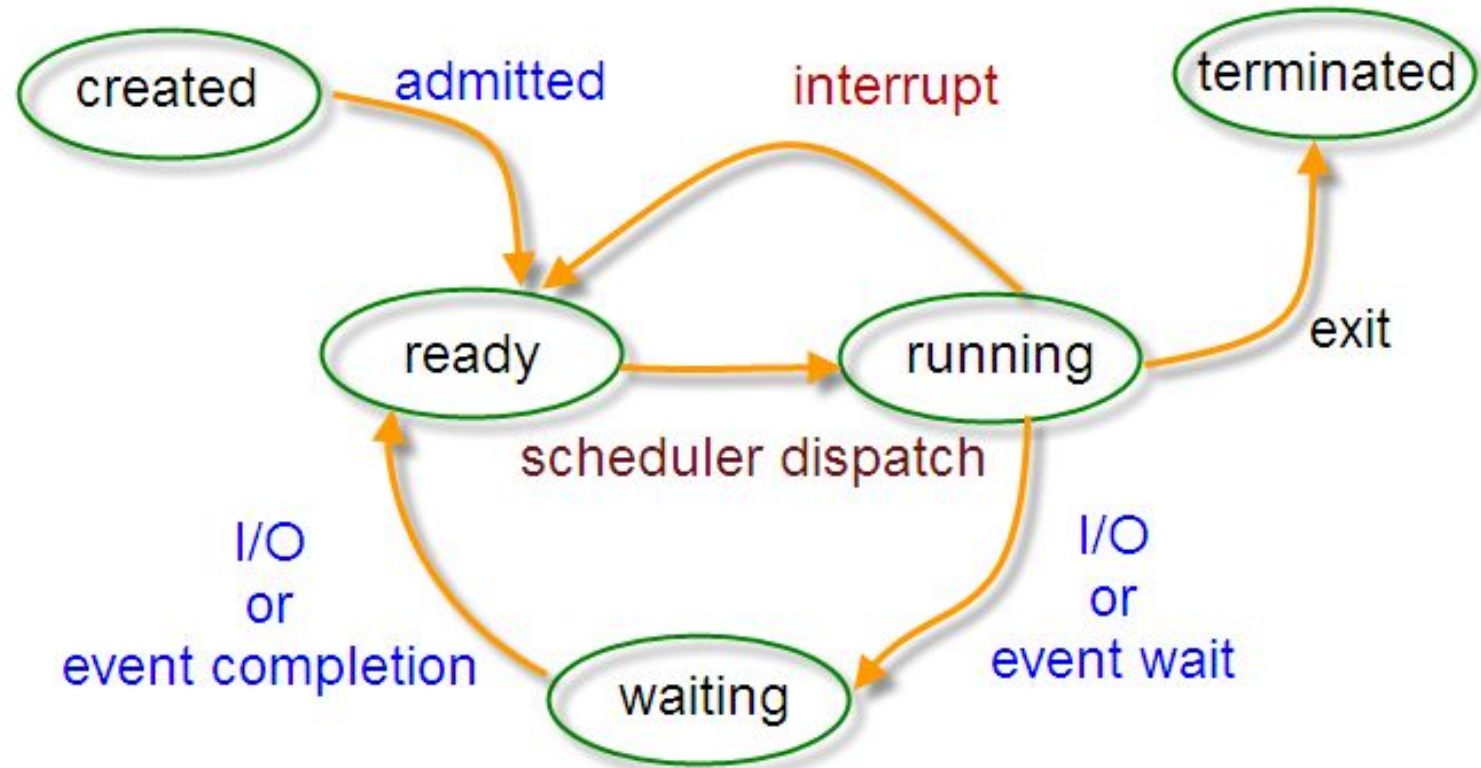 created
admitted
interrupt
terminated
ready
running
exit
scheduler dispatch
I/O
or
event completion
I/O
or
event wait
waiting